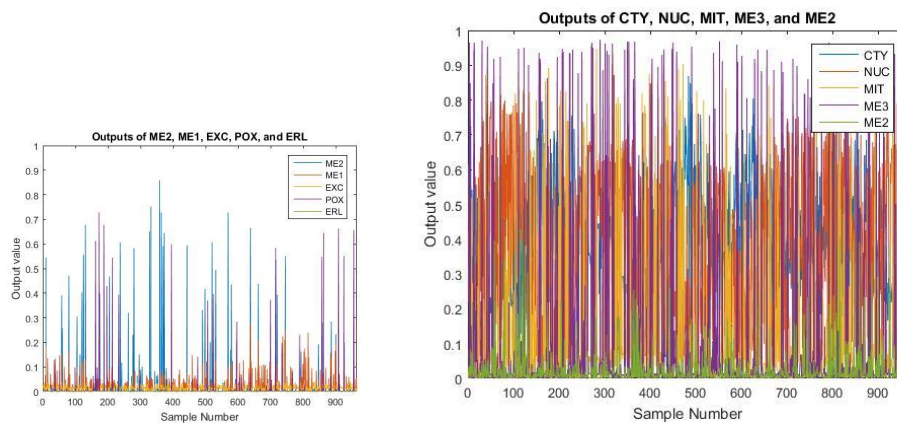 Outputs of ME2, ME1, EXC, POX, and ERL
Output value
1
0.9
0.8
0.7
0.6
0.5
0.4
0.3
0.2
0.1
0
0 100 200 300 400 500 600 700 800 900
Sample Number
ME2
ME1
EXC
POX
ERL
Outputs of CTY, NUC, MIT, ME3, and ME2
Output value
1
0.9
0.8
0.7
0.6
0.5
0.4
0.3
0.2
0.1
0
0 100 200 300 400 500 600 700 800 900
Sample Number
CTY
NUC
MIT
ME3
ME2